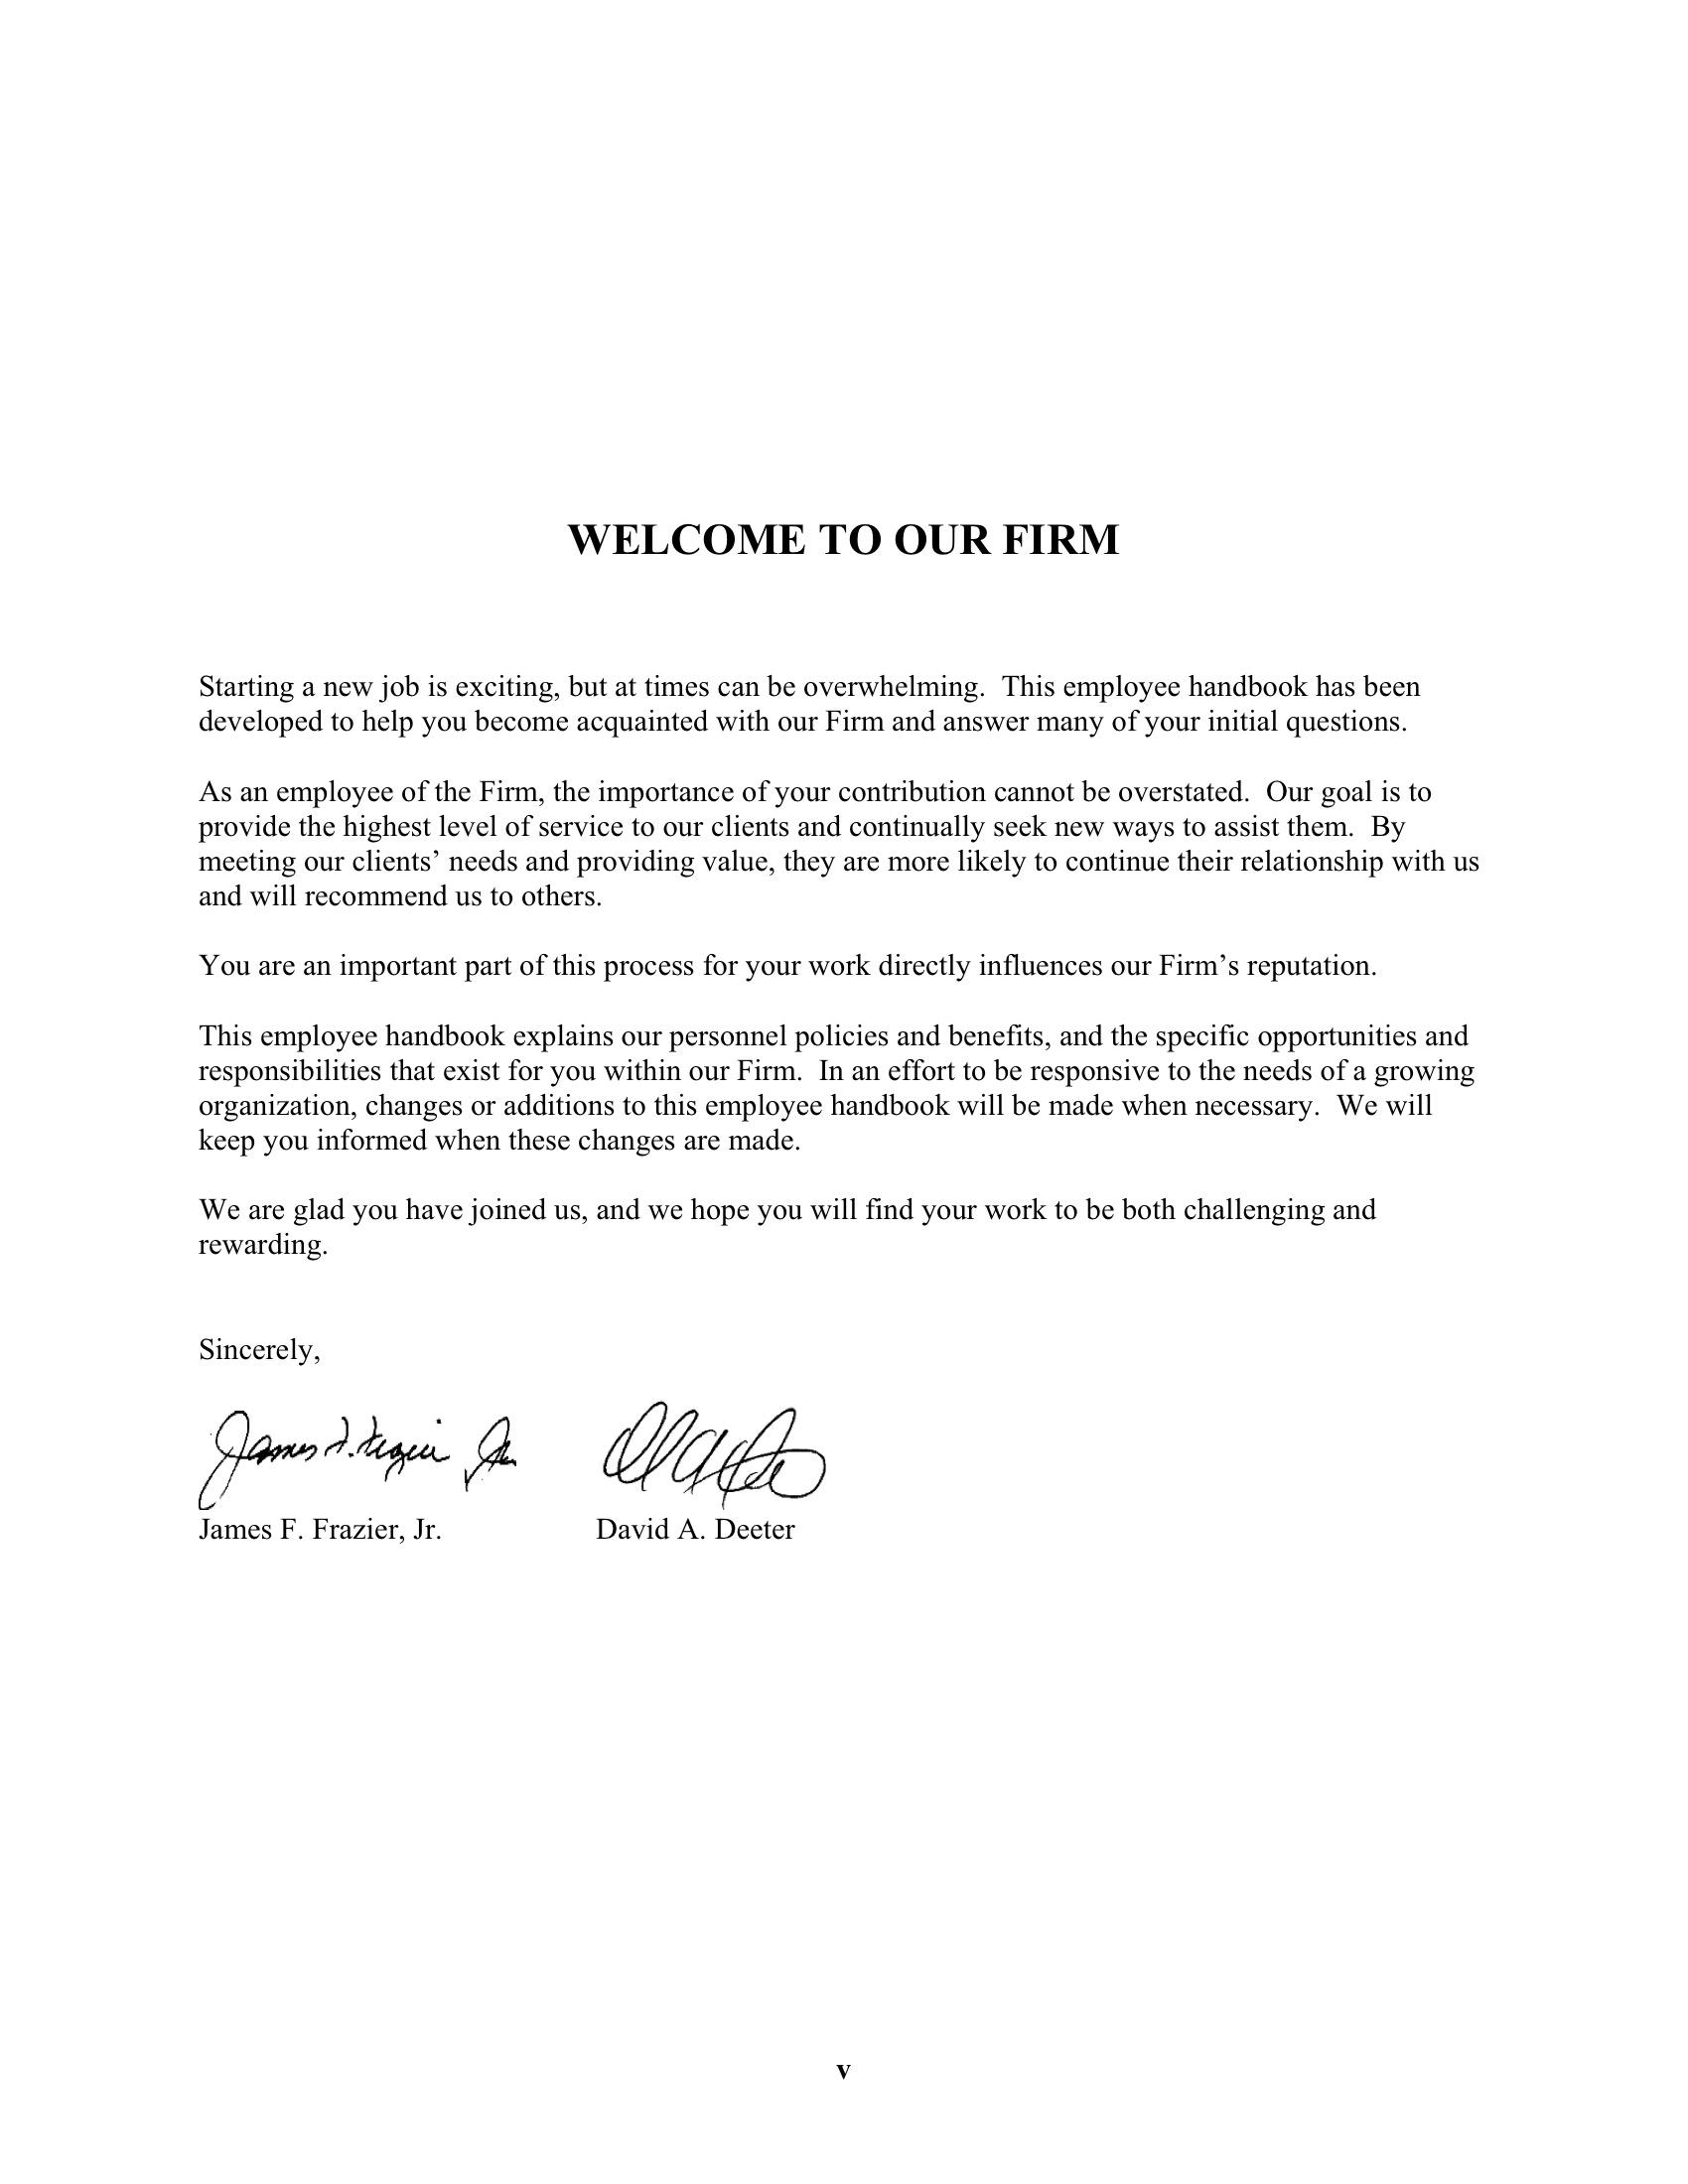 WELCOME TO OUR FIRM
Starting a new job is exciting, but at times can be overwhelming.  This employee handbook has been
developed to help you become acquainted with our Firm and answer many of your initial questions.
As an employee of the Firm, the importance of your contribution cannot be overstated.  Our goal is to
provide the highest level of service to our clients and continually seek new ways to assist them.  By
meeting our clients’ needs and providing value, they are more likely to continue their relationship with us
and will recommend us to others.
You are an important part of this process for your work directly influences our Firm’s reputation.
This employee handbook explains our personnel policies and benefits, and the specific opportunities and
responsibilities that exist for you within our Firm.  In an effort to be responsive to the needs of a growing
organization, changes or additions to this employee handbook will be made when necessary.  We will
keep you informed when these changes are made.
We are glad you have joined us, and we hope you will find your work to be both challenging and
rewarding.
Sincerely,
James F. Frazier Jr.
James F. Frazier, Jr. David A. Deeter
v